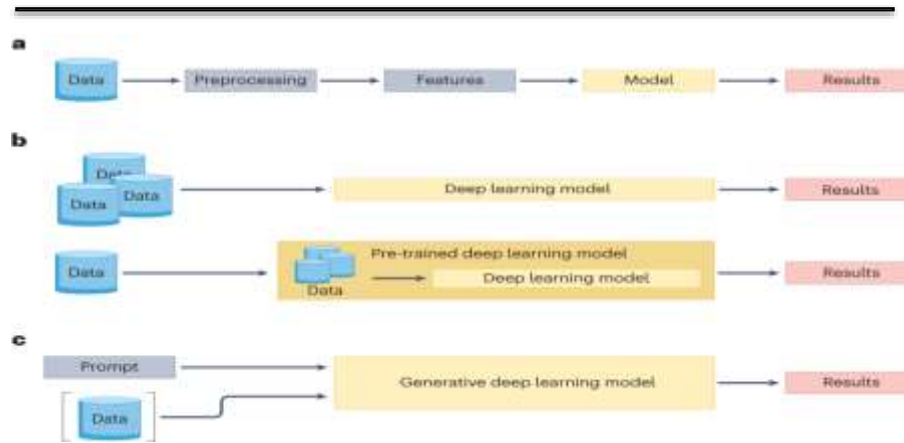 a
Data Preprocessing Features Model Results
b
Data
Data Data
Deep learning model Results
Pre-trained deep learning model
Data Data Deep learning model Results
c
Prompt
Generative deep learning model Results
Data